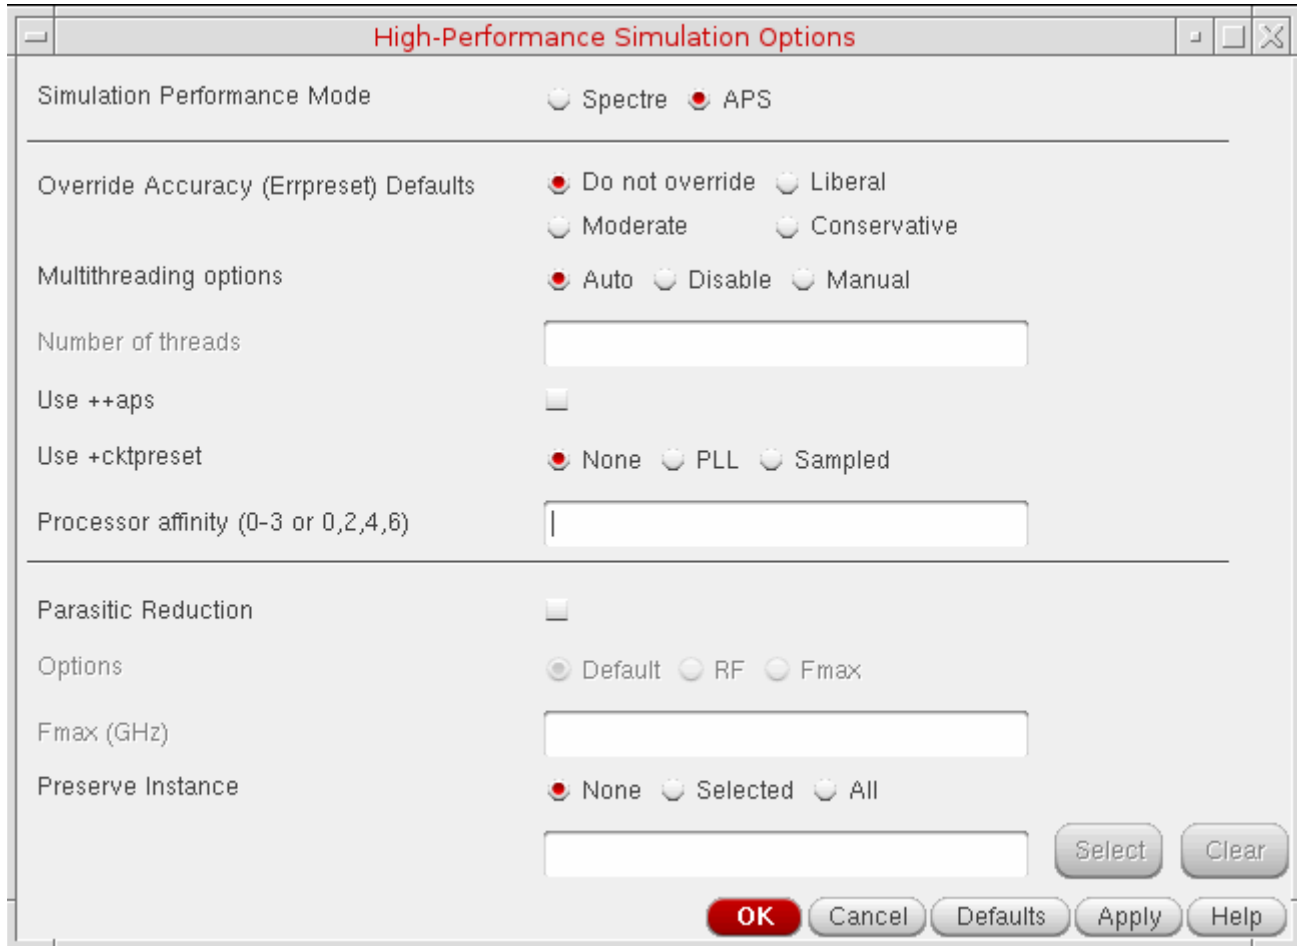 High-Performance Simulation Options
Simulation Performance Mode Spectre APS
Override Accuracy (Errpreset) Defaults Do not override Liberal
Moderate Conservative
Multithreading options Auto Disable Manual
Number of threads
Use ++aps
Use +cktpreset None PLL Sampled
Processor affinity (0-3 or 0,2,4,6)
Parasitic Reduction
Options Default RF Fmax
Fmax (GHz)
Preserve Instance None Selected All
Select Clear
OK Cancel Defaults Apply Help